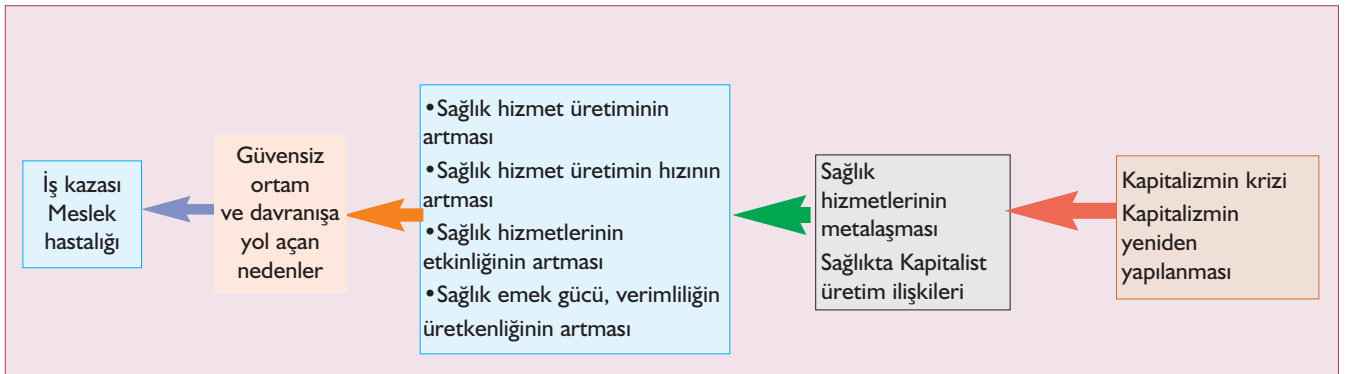 İş kazası
Meslek
hastalığı
Güvensiz
ortam
ve davranışa
yol açan
nedenler
•Sağlık hizmet üretiminin
artması
•Sağlık hizmet üretimin hızının
artması
•Sağlık hizmetlerinin
etkinliğinin artması
•Sağlık emek gücü, verimliliğin
üretkenliğinin artması
Sağlık
hizmetlerinin
metalaşması
Sağlıkta Kapitalist
üretim ilişkileri
Kapitalizmin krizi
Kapitalizmin
yeniden
yapılanması